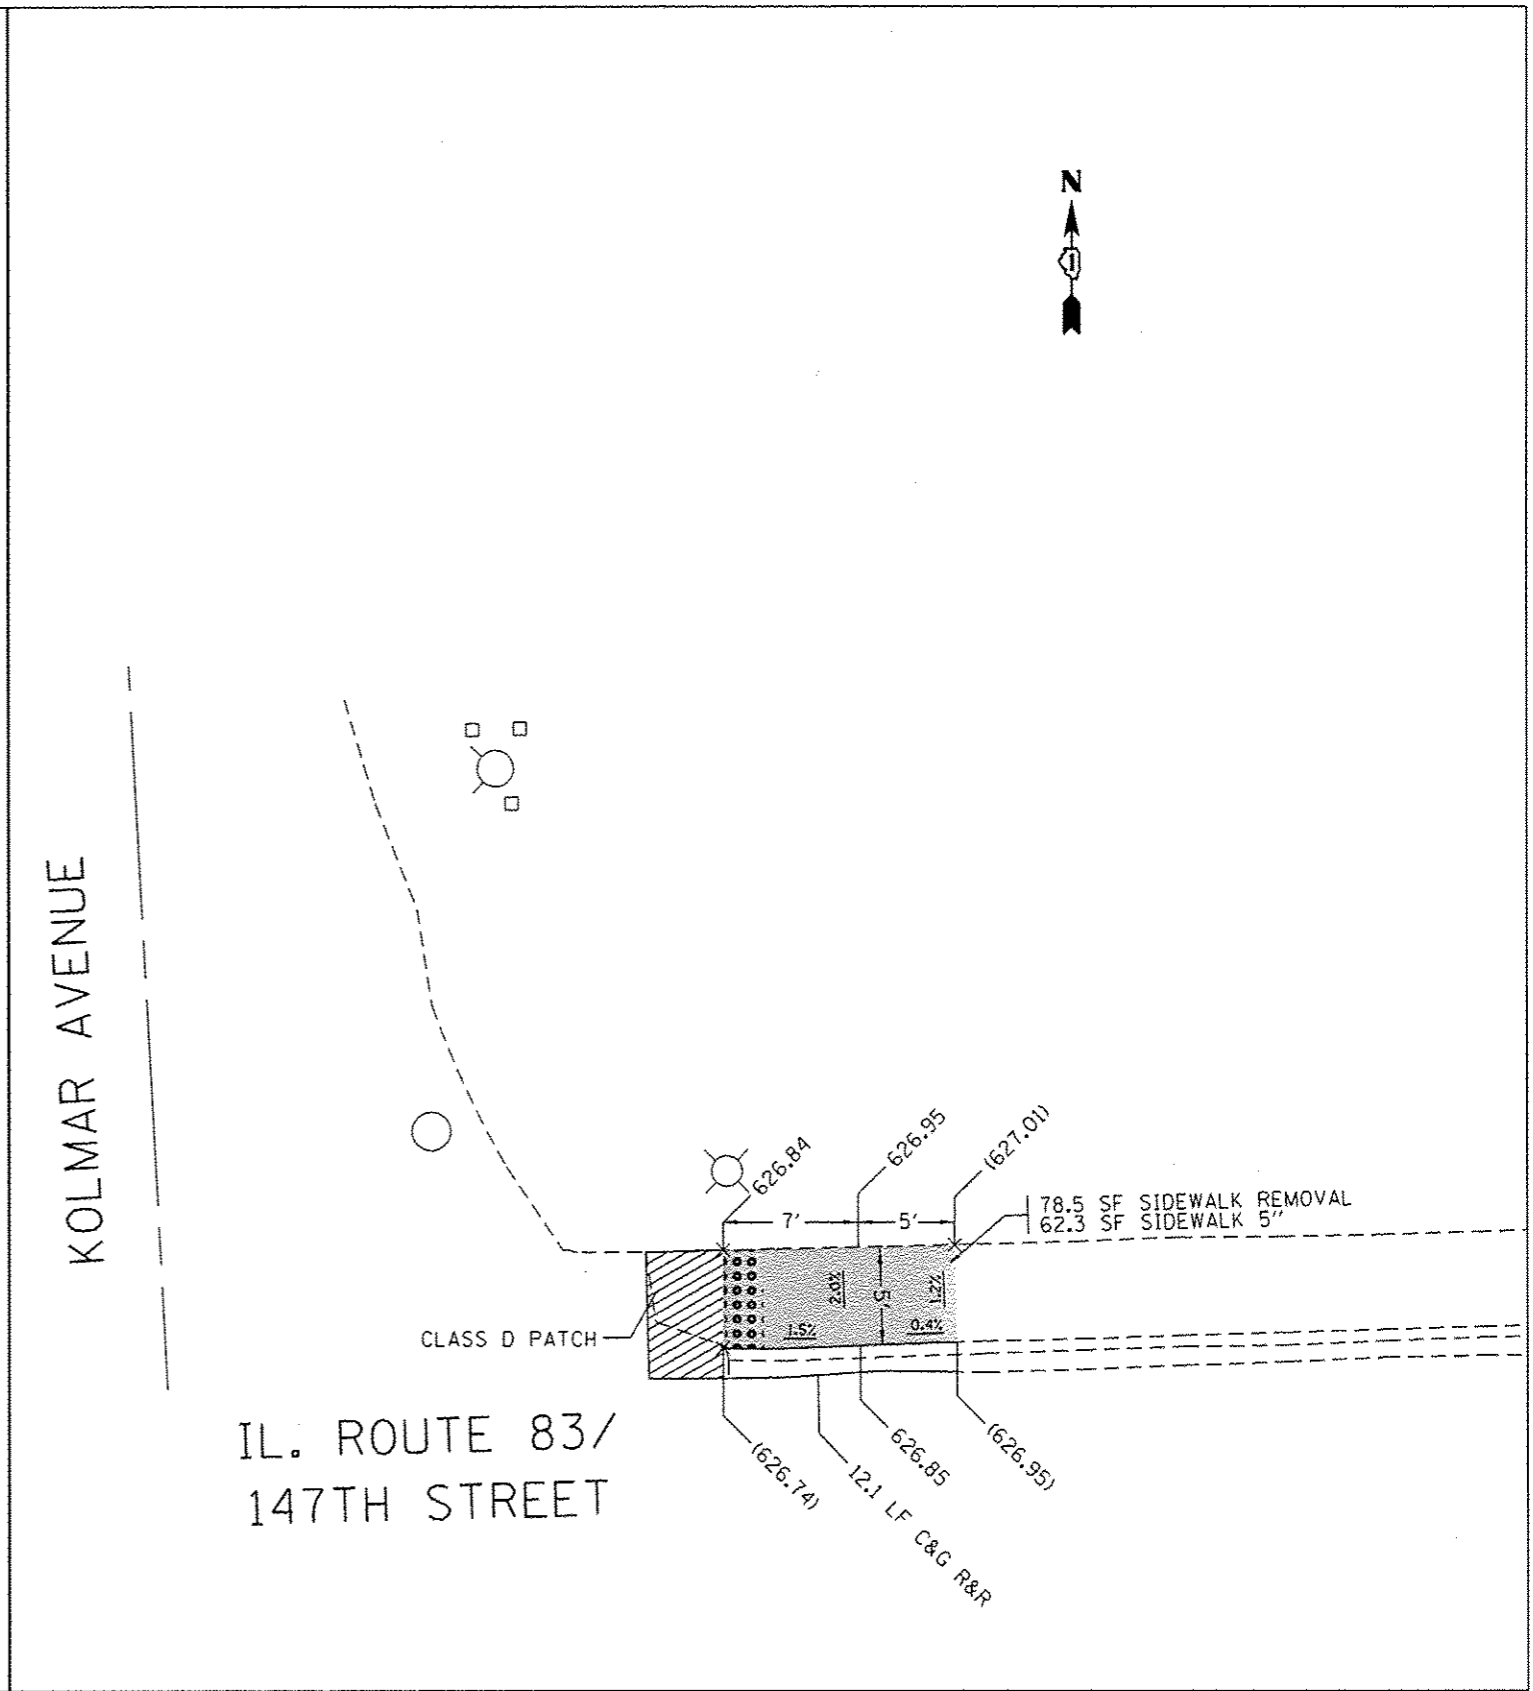 N
1
KOLMAR AVENUE
626.84
626.95
(627.01)
7'
5'
78.5 SF SIDEWALK REMOVAL
62.3 SF SIDEWALK 5"
2.0%
5'
1.2%
1.5%
0.4%
CLASS D PATCH
IL. ROUTE 83/
147TH STREET
(626.74)
12.1 LF C&G R&R
626.85
(626.95)